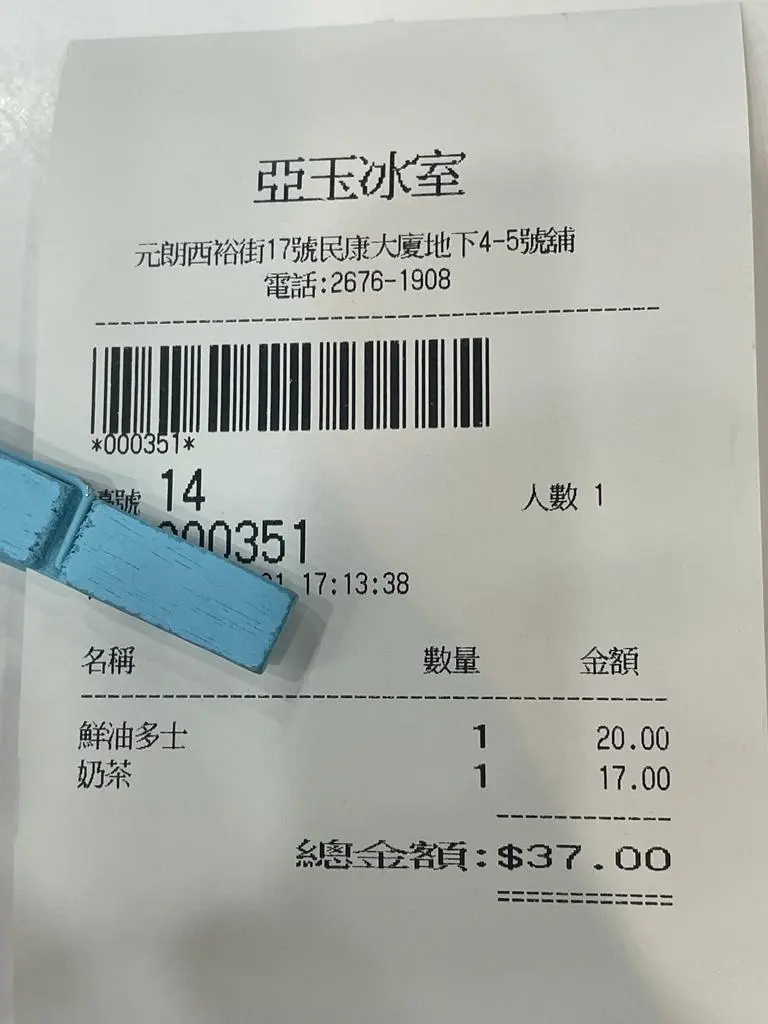 亞玉冰室
元朗西裕街17號民康大廈地下4-5號舖
電話:2676-1908
*000351*
號 14 人數 1
000351
17:13:38
名稱 數量 金額
鮮油多士 1 20.00
奶茶 1 17.00
總金額:$37.00